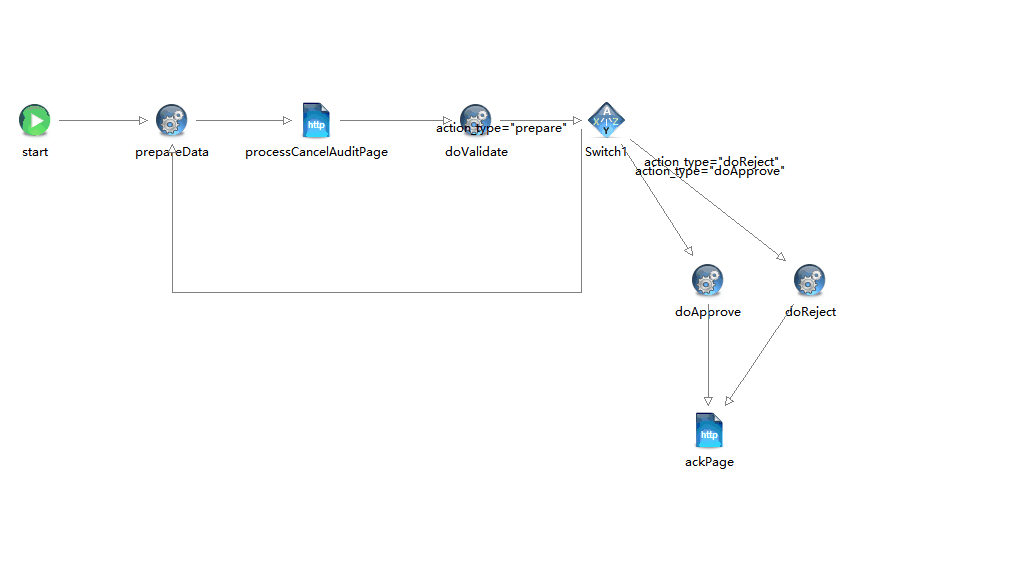 http
action_type="prepare"
A
X Z
Y
start
prepareData
processCancelAuditPage
doValidate
Switch1
action_type="doReject"
action_type="doApprove"
doApprove
doReject
http
ackPage